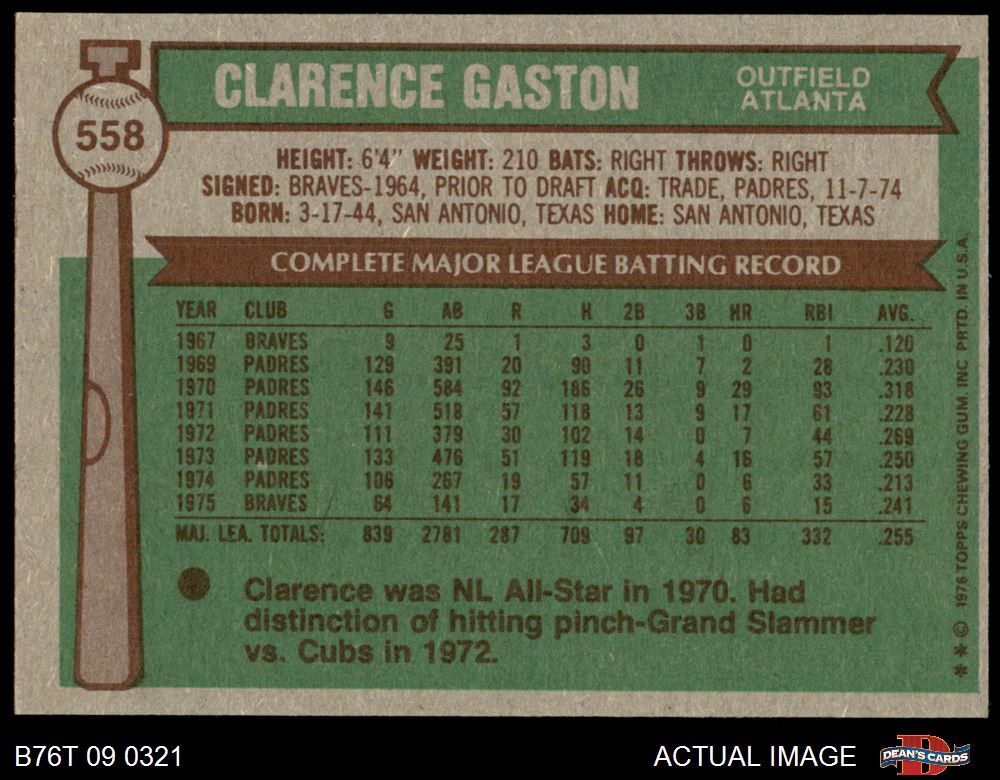 558
CLARENCE GASTON
OUTFIELD
ATLANTA
HEIGHT: 6'4" WEIGHT: 210 BATS: RIGHT THROWS: RIGHT
SIGNED: BRAVES-1964, PRIOR TO DRAFT ACQ: TRADE, PADRES, 11-7-74
BORN: 3-17-44, SAN ANTONIO, TEXAS HOME: SAN ANTONIO, TEXAS
COMPLETE MAJOR LEAGUE BATTING RECORD
YEAR CLUB G AB R H 2B 3B HR RBI AVG.
1967 BRAVES 9 25 1 3 0 1 0 1 .120
1969 PADRES 129 391 20 90 11 7 2 28 .230
1970 PADRES 146 584 92 186 26 9 29 93 .318
1971 PADRES 141 518 57 118 13 9 17 61 .228
1972 PADRES 111 379 30 102 14 0 7 44 .269
1973 PADRES 133 476 51 119 18 4 16 57 .250
1974 PADRES 106 267 19 57 11 0 6 33 .213
1975 BRAVES 64 141 17 34 4 0 6 15 .241
MAJ. LEA. TOTALS: 839 2781 287 709 97 30 83 332 .255
Clarence was NL All-Star in 1970. Had
distinction of hitting pinch-Grand Slammer
vs. Cubs in 1972.
* * © 1976 TOPPS CHEWING GUM, INC PRTD. IN U.S.A.
B76T 09 0321
ACTUAL IMAGE
DEAN'S CARDS